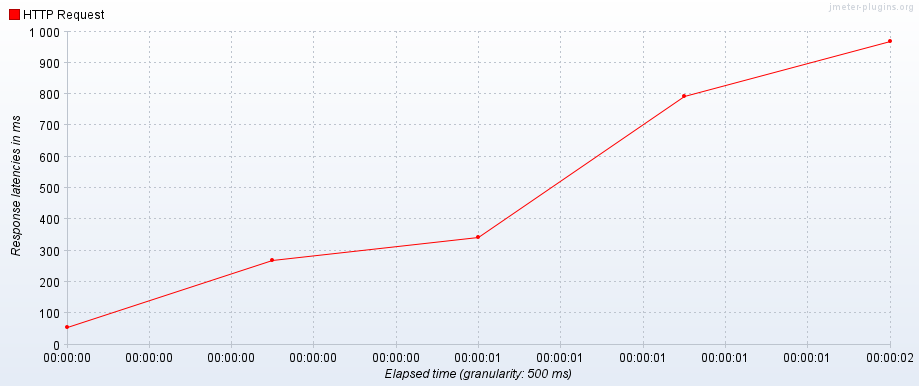 jmeter-plugins.org
HTTP Request
1 000
900
800
700
600
500
400
300
200
100
0
Response latencies in ms
00:00:00 00:00:00 00:00:00 00:00:00 00:00:00 00:00:01 00:00:01 00:00:01 00:00:01 00:00:01 00:00:02
Elapsed time (granularity: 500 ms)